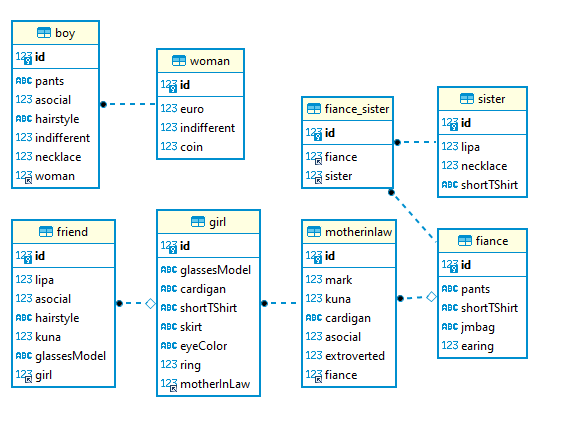 boy
123 id
ABC pants
123 asocial
ABC hairstyle
123 indifferent
123 necklace
123 woman
woman
123 id
123 euro
123 indifferent
123 coin
fiance_sister
123 id
123 fiance
123 sister
sister
123 id
123 lipa
123 necklace
ABC shortTShirt
friend
123 id
123 lipa
123 asocial
ABC hairstyle
123 kuna
ABC glassesModel
123 girl
girl
123 id
ABC glassesModel
ABC cardigan
ABC shortTShirt
ABC skirt
ABC eyeColor
123 ring
123 motherInLaw
motherinlaw
123 id
123 mark
123 kuna
ABC cardigan
123 asocial
123 extroverted
123 fiance
fiance
123 id
ABC pants
ABC shortTShirt
ABC jmbag
123 earing